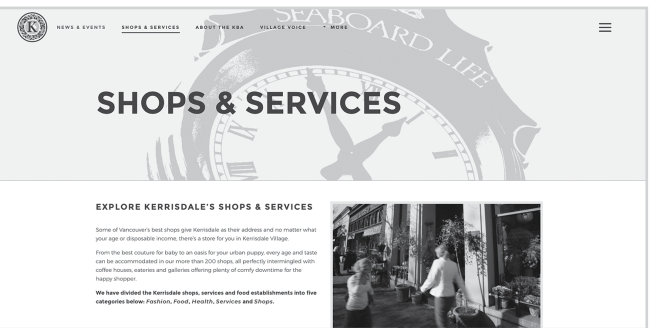 K
NEWS & EVENTS SHOPS & SERVICES ABOUT THE KBA VILLAGE VOICE MORE
SEABOARD LIFE
SHOPS & SERVICES
EXPLORE KERRISDALE'S SHOPS & SERVICES
Some of Vancouver's best shops give Kerrisdale as their address and no matter what
your age or disposable income, there's a store for you in Kerrisdale Village.
From the best couture for baby to an oasis for your urban puppy, every age and taste
can be accommodated in our more than 200 shops, all perfectly intermingled with
coffee houses, eateries and galleries offering plenty of comfy downtime for the
happy shopper.
We have divided the Kerrisdale shops, services and food establishments into five
categories below: Fashion, Food, Health, Services and Shops.